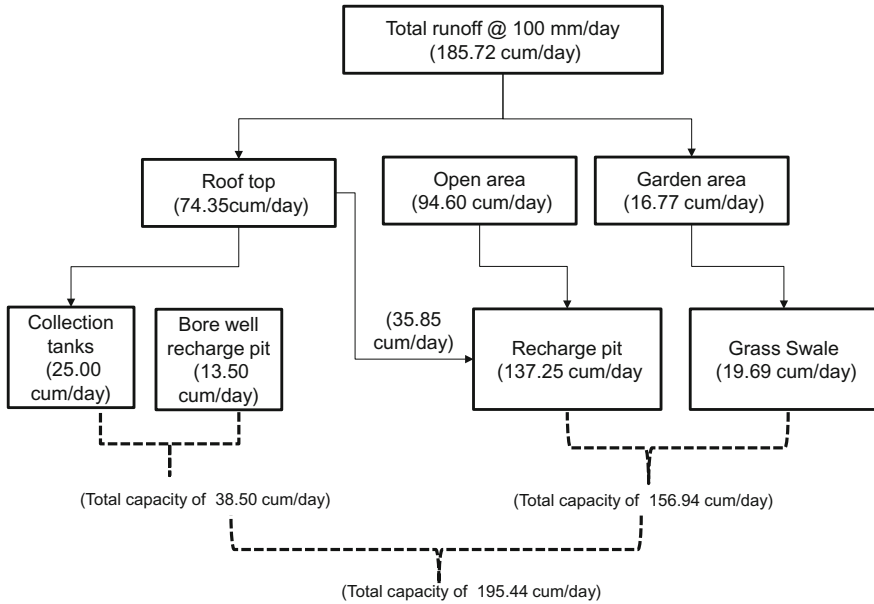 Total runoff @ 100 mm/day
(185.72 cum/day)
Roof top
(74.35cum/day)
Open area
(94.60 cum/day)
Garden area
(16.77 cum/day)
Collection
tanks
(25.00
cum/day)
Bore well
recharge pit
(13.50
cum/day)
(35.85
cum/day)
Recharge pit
(137.25 cum/day
Grass Swale
(19.69 cum/day)
(Total capacity of 38.50 cum/day)
(Total capacity of 156.94 cum/day)
(Total capacity of 195.44 cum/day)